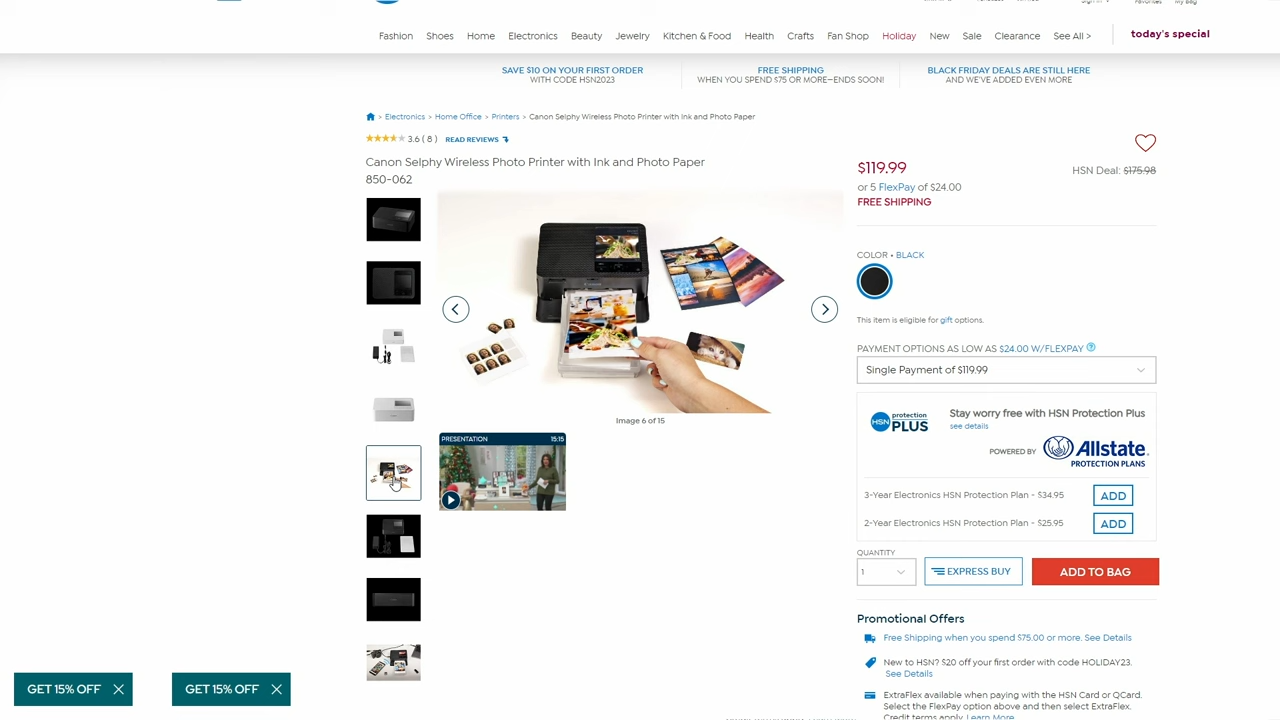 Fashion Shoes Home Electronics Beauty Jewelry Kitchen & Food Health Crafts Fan Shop Holiday New Sale Clearance See All > today's special
SAVE $10 ON YOUR FIRST ORDER
WITH CODE HSN2023
FREE SHIPPING
WHEN YOU SPEND $75 OR MORE—ENDS SOON!
BLACK FRIDAY DEALS ARE STILL HERE
AND WE'VE ADDED EVEN MORE
> Electronics > Home Office > Printers > Canon Selphy Wireless Photo Printer with Ink and Photo Paper
3.6 ( 8 ) READ REVIEWS
Canon Selphy Wireless Photo Printer with Ink and Photo Paper
850-062
Image 6 of 15
PRESENTATION 15:15
$119.99
HSN Deal: $175.98
or 5 FlexPay of $24.00
FREE SHIPPING
COLOR • BLACK
This item is eligible for gift options.
PAYMENT OPTIONS AS LOW AS $24.00 W/FLEXPAY ?
Single Payment of $119.99
HSN protection PLUS
Stay worry free with HSN Protection Plus
see details
POWERED BY Allstate
PROTECTION PLANS
3-Year Electronics HSN Protection Plan - $34.95 ADD
2-Year Electronics HSN Protection Plan - $25.95 ADD
QUANTITY
1 EXPRESS BUY ADD TO BAG
Promotional Offers
Free Shipping when you spend $75.00 or more. See Details
New to HSN? $20 off your first order with code HOLIDAY23.
See Details
ExtraFlex available when paying with the HSN Card or QCard.
Select the FlexPay option above and then select ExtraFlex.
Credit terms apply. Learn More
GET 15% OFF GET 15% OFF